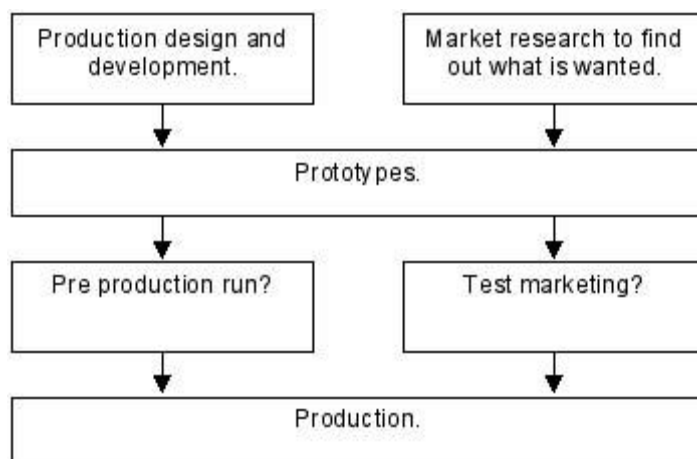 Production design and
development.
Market research to find
out what is wanted.
Prototypes.
Pre production run?
Test marketing?
Production.